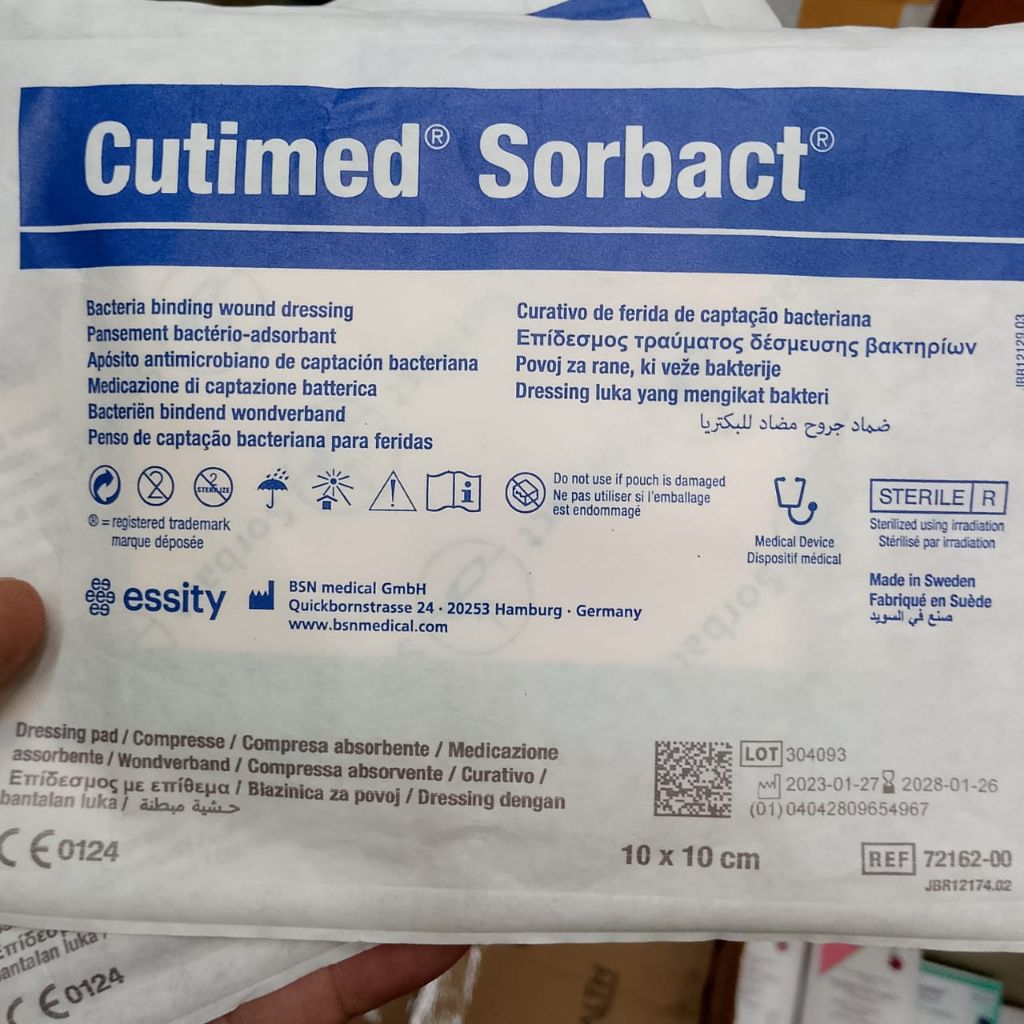 Cutimed® Sorbact®
Bacteria binding wound dressing
Pansement bactério-adsorbant
Apósito antimicrobiano de captación bacteriana
Medicazione di captazione batterica
Bacteriën bindend wondverband
Penso de captação bacteriana para feridas
Curativo de ferida de captação bacteriana
Επίδεσμος τραύματος δέσμευσης βακτηρίων
Povoj za rane, ki veže bakterije
Dressing luka yang mengikat bakteri
ضماد جروح مضاد للبكتريا
JBR12120.03
2
2
STERILIZE
i
Do not use if pouch is damaged
Ne pas utiliser si l'emballage
est endommagé
® = registered trademark
marque déposée
Medical Device
Dispositif médical
STERILE R
Sterilized using irradiation
Stérilisé par irradiation
Made in Sweden
Fabriqué en Suède
صنع في السويد
essity
BSN medical GmbH
Quickbornstrasse 24 · 20253 Hamburg · Germany
www.bsnmedical.com
Dressing pad / Compresse / Compresa absorbente / Medicazione
assorbente / Wondverband / Compressa absorvente / Curativo /
Επίδεσμος με επίθεμα / Blazinica za povoj / Dressing dengan
bantalan luka / حشية مبطنة
LOT 304093
2023-01-27 2028-01-26
(01)04042809654967
CE 0124
10 x 10 cm
REF 72162-00
JBR12174.02
antalan luka /
CE 0124